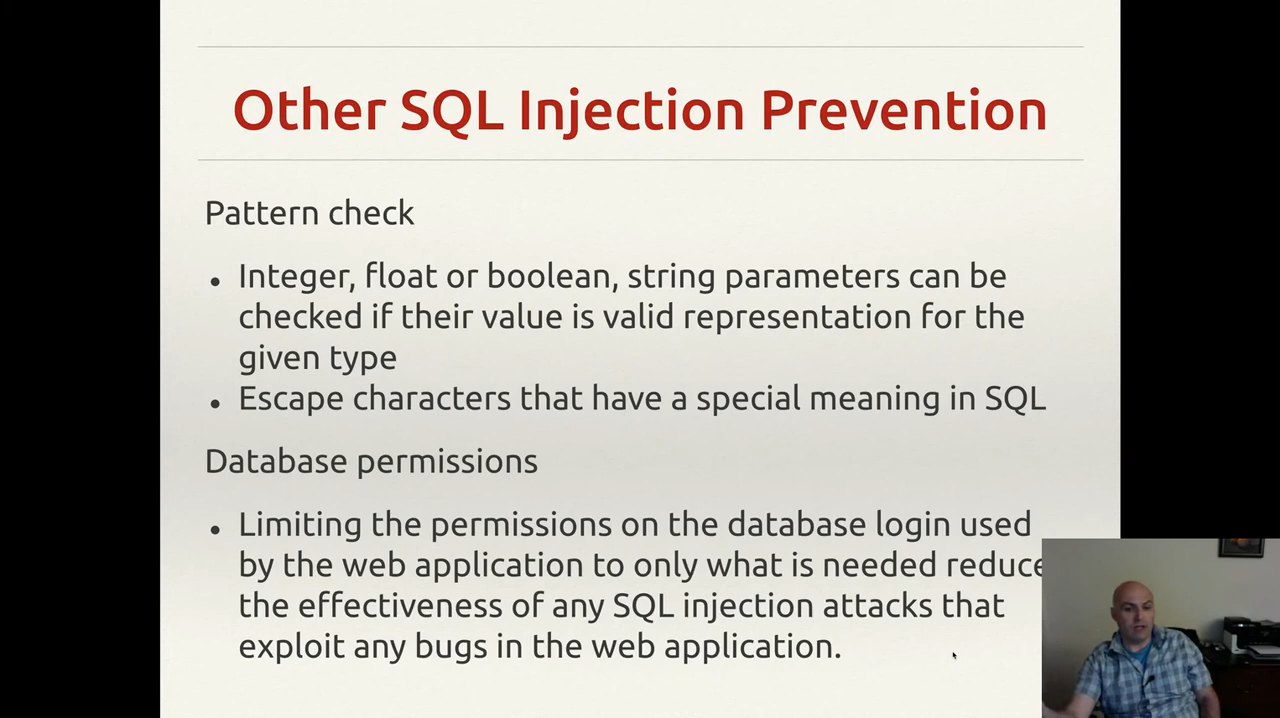 Other SQL Injection Prevention
Pattern check
• Integer, float or boolean, string parameters can be
checked if their value is valid representation for the
given type
• Escape characters that have a special meaning in SQL
Database permissions
• Limiting the permissions on the database login used
by the web application to only what is needed reduce
the effectiveness of any SQL injection attacks that
exploit any bugs in the web application.